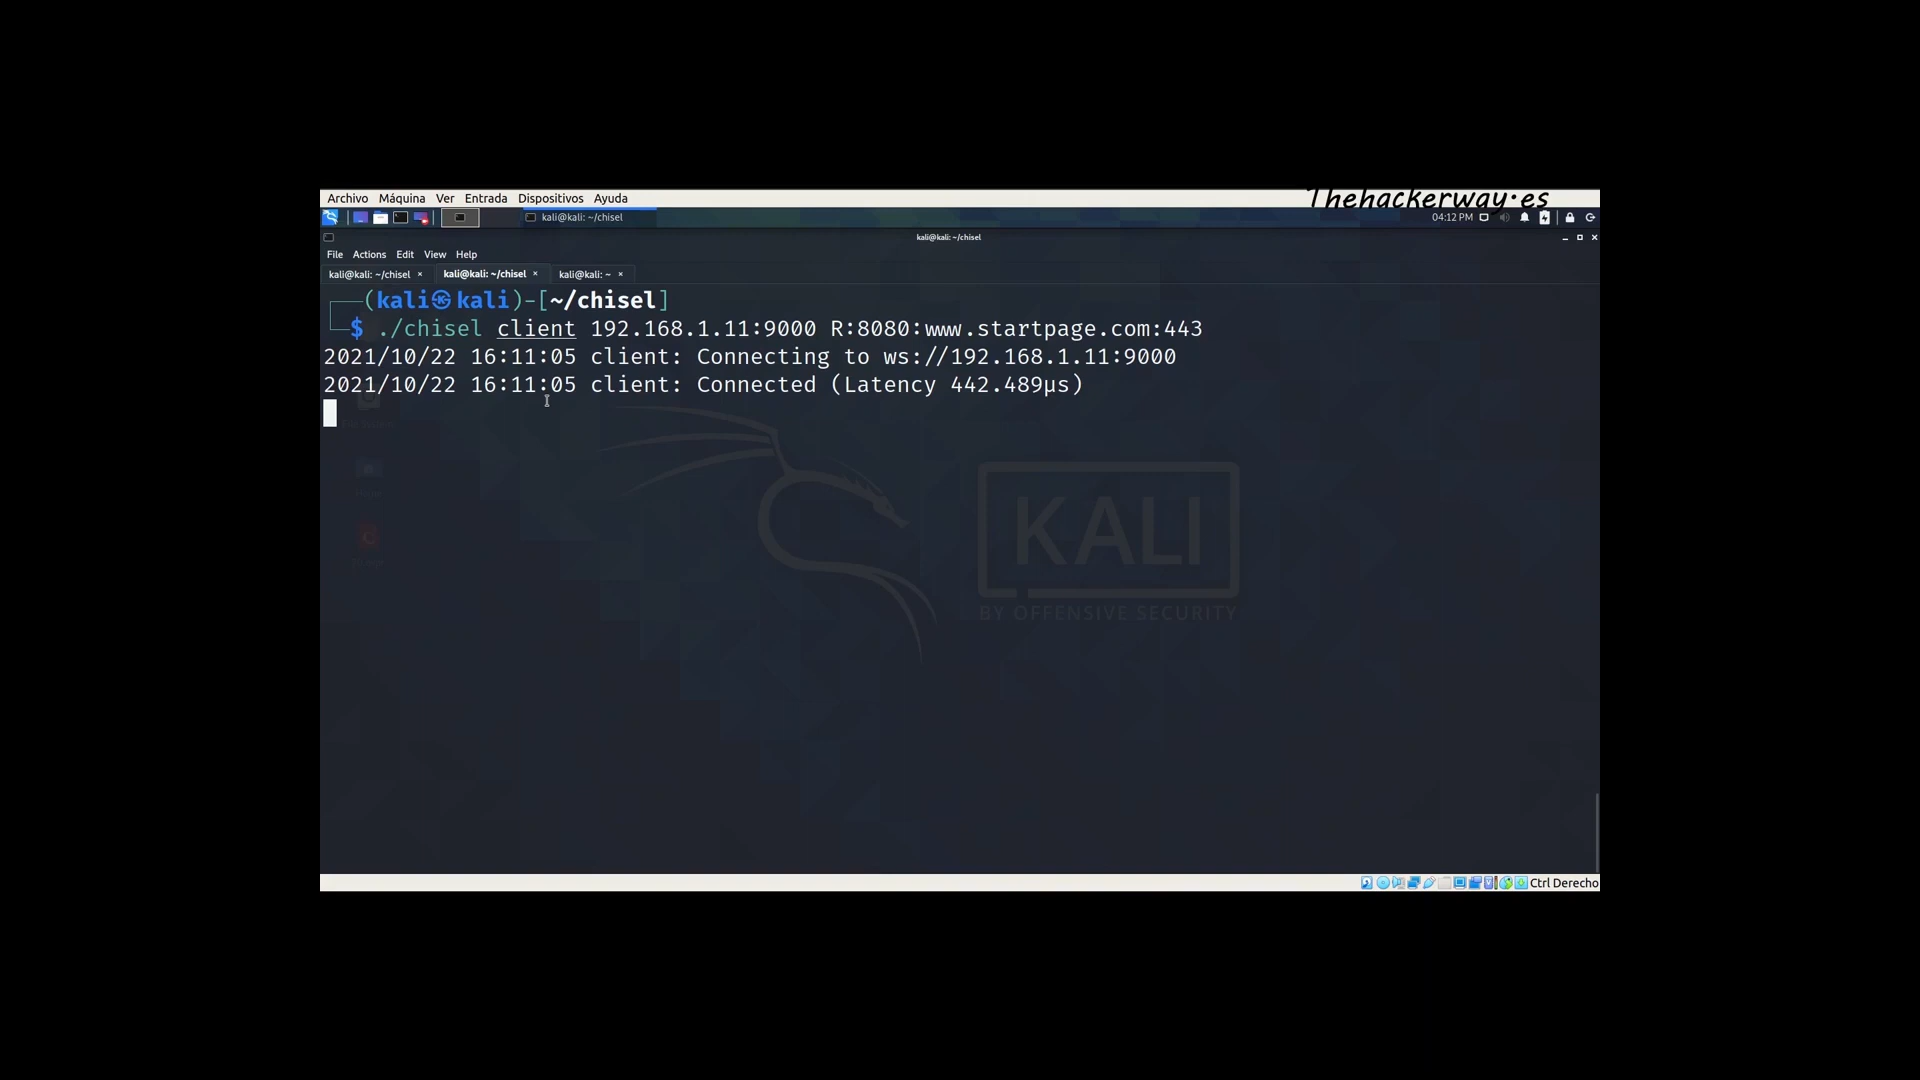 Archivo Máquina Ver Entrada Dispositivos Ayuda
Thehackerway.es
kali@kali: ~/chisel
04:12 PM
kali@kali: ~/chisel
File Actions Edit View Help
kali@kali: ~/chisel × kali@kali: ~/chisel × kali@kali: ~ ×
(kali㉿kali)-[~/chisel]
$ ./chisel client 192.168.1.11:9000 R:8080:www.startpage.com:443
2021/10/22 16:11:05 client: Connecting to ws://192.168.1.11:9000
2021/10/22 16:11:05 client: Connected (Latency 442.489µs)
KALI
BY OFFENSIVE SECURITY
Ctrl Derecho